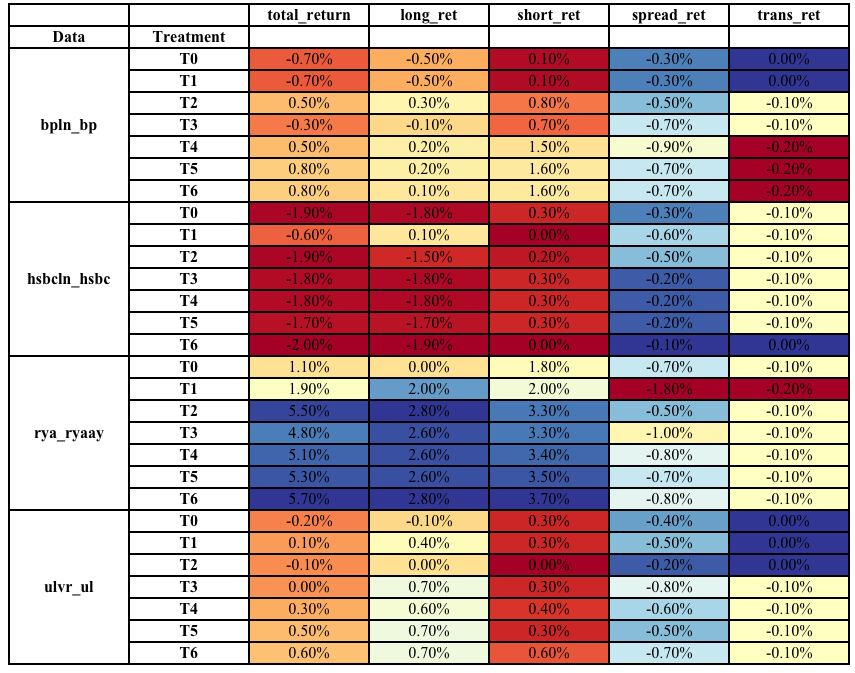 total_return long_ret short_ret spread_ret trans_ret
Data Treatment
T0 -0.70% -0.50% 0.10% -0.30% 0.00%
T1 -0.70% -0.50% 0.10% -0.30% 0.00%
T2 0.50% 0.30% 0.80% -0.50% -0.10%
bpln_bp T3 -0.30% -0.10% 0.70% -0.70% -0.10%
T4 0.50% 0.20% 1.50% -0.90% -0.20%
T5 0.80% 0.20% 1.60% -0.70% -0.20%
T6 0.80% 0.10% 1.60% -0.70% -0.20%
T0 -1.90% -1.80% 0.30% -0.30% -0.10%
T1 -0.60% 0.10% 0.00% -0.60% -0.10%
T2 -1.90% -1.50% 0.20% -0.50% -0.10%
hsbcln_hsbc T3 -1.80% -1.80% 0.30% -0.20% -0.10%
T4 -1.80% -1.80% 0.30% -0.20% -0.10%
T5 -1.70% -1.70% 0.30% -0.20% -0.10%
T6 -2.00% -1.90% 0.00% -0.10% 0.00%
T0 1.10% 0.00% 1.80% -0.70% -0.10%
T1 1.90% 2.00% 2.00% -1.80% -0.20%
T2 5.50% 2.80% 3.30% -0.50% -0.10%
rya_ryaay T3 4.80% 2.60% 3.30% -1.00% -0.10%
T4 5.10% 2.60% 3.40% -0.80% -0.10%
T5 5.30% 2.60% 3.50% -0.70% -0.10%
T6 5.70% 2.80% 3.70% -0.80% -0.10%
T0 -0.20% -0.10% 0.30% -0.40% 0.00%
T1 0.10% 0.40% 0.30% -0.50% 0.00%
T2 -0.10% 0.00% 0.00% -0.20% 0.00%
ulvr_ul T3 0.00% 0.70% 0.30% -0.80% -0.10%
T4 0.30% 0.60% 0.40% -0.60% -0.10%
T5 0.50% 0.70% 0.30% -0.50% -0.10%
T6 0.60% 0.70% 0.60% -0.70% -0.10%